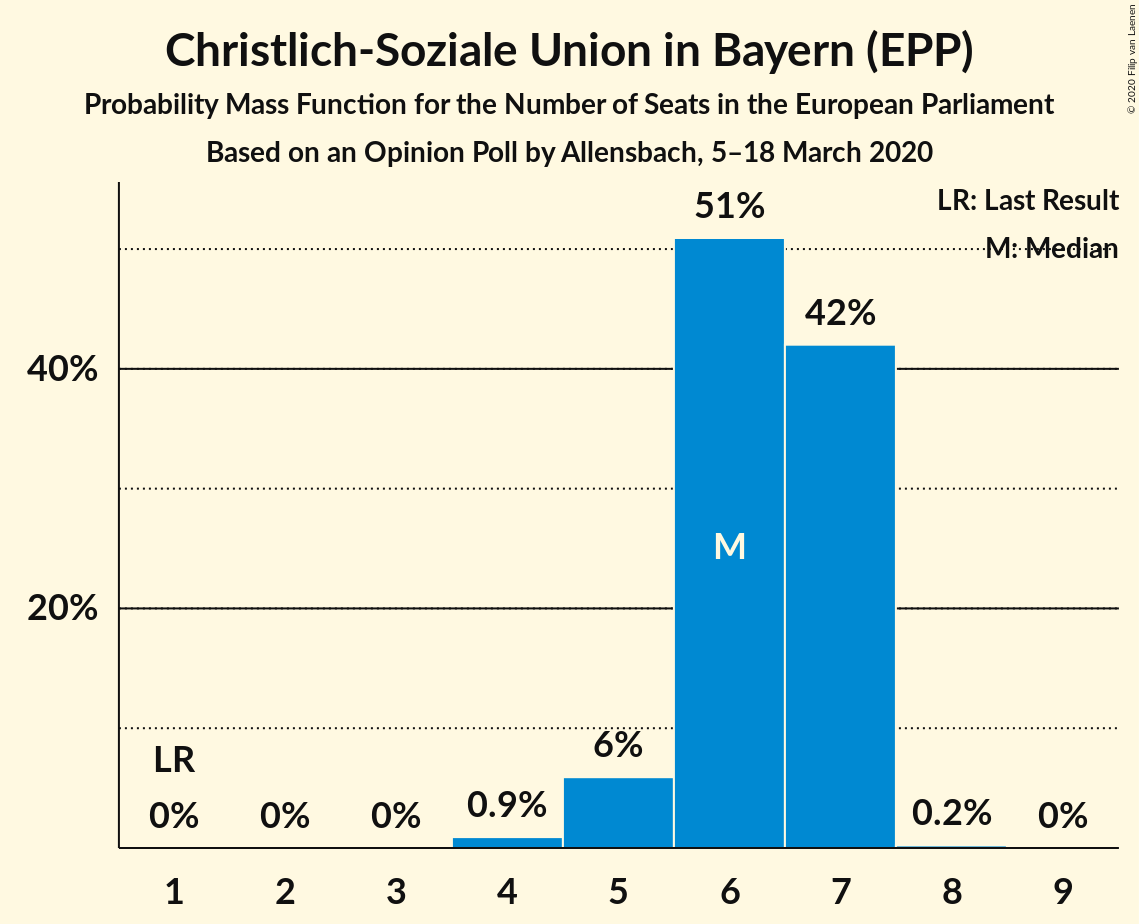 Christlich-Soziale Union in Bayern (EPP)
Probability Mass Function for the Number of Seats in the European Parliament
Based on an Opinion Poll by Allensbach, 5–18 March 2020
© 2020 Filip van Laenen
LR: Last Result
M: Median
51%
42%
40%
M
20%
6%
LR
0%
0%
0%
0.9%
0.2%
0%
1 2 3 4 5 6 7 8 9